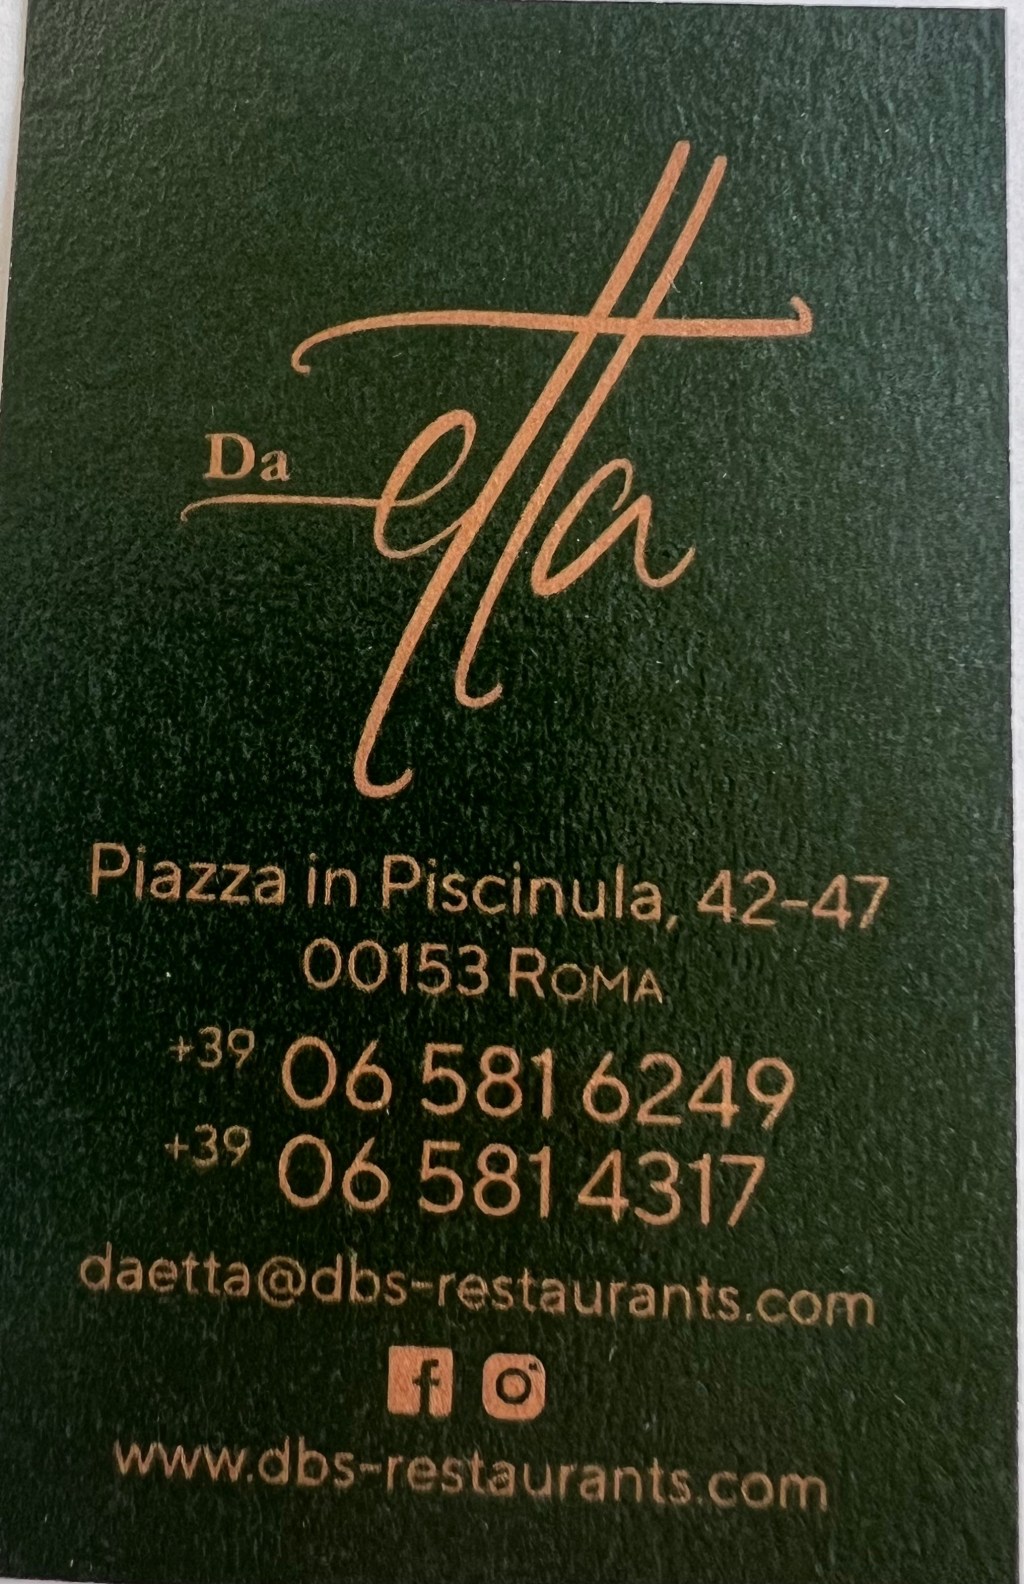 Da etta
Piazza in Piscinula, 42-47
00153 ROMA
+39 06 581 6249
+39 06 581 4317
daetta@dbs-restaurants.com
www.dbs-restaurants.com